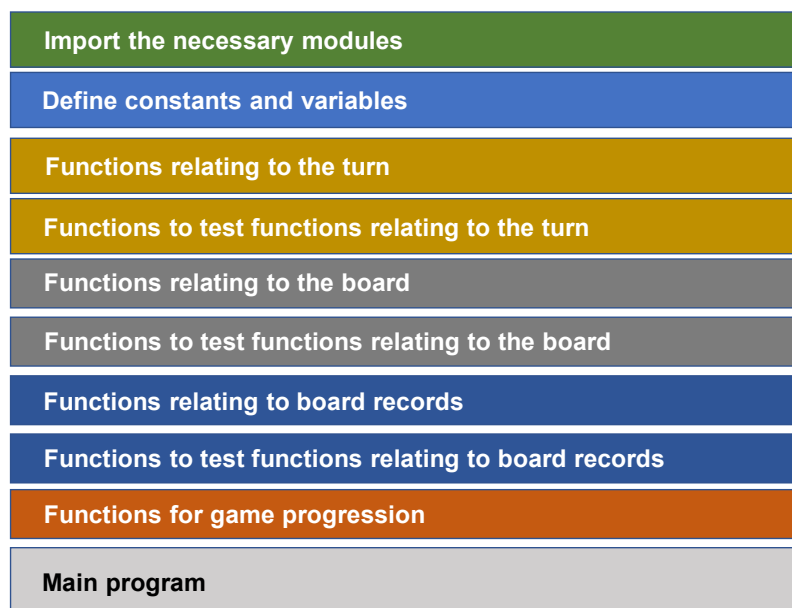 Import the necessary modules
Define constants and variables
Functions relating to the turn
Functions to test functions relating to the turn
Functions relating to the board
Functions to test functions relating to the board
Functions relating to board records
Functions to test functions relating to board records
Functions for game progression
Main program